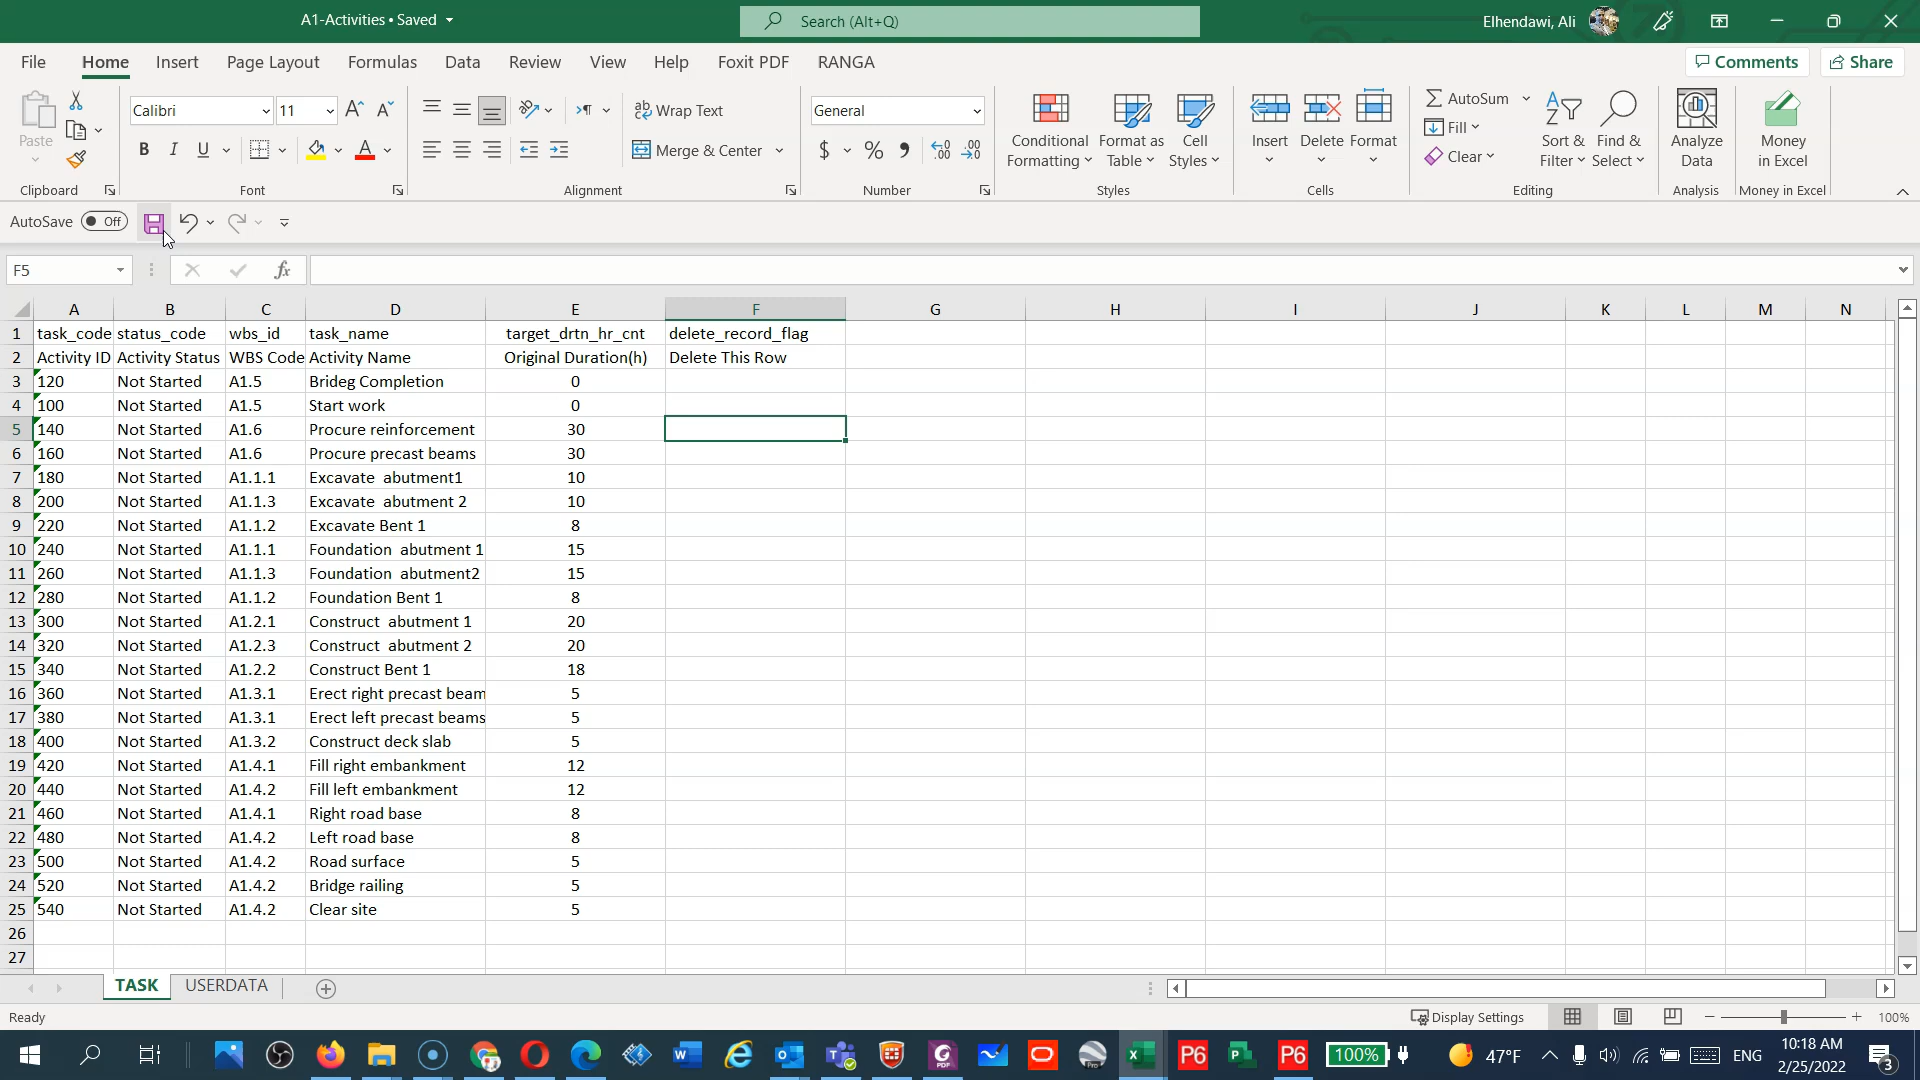 A1-Activities • Saved
Search (Alt+Q)
Elhendawi, Ali
File Home Insert Page Layout Formulas Data Review View Help Foxit PDF RANGA
Comments Share
Calibri 11 Wrap Text General
Paste Merge & Center
Conditional Formatting Format as Table Cell Styles Insert Delete Format
AutoSum Fill Clear Sort & Filter Find & Select Analyze Data Money in Excel
Clipboard Font Alignment Number Styles Cells Editing Analysis Money in Excel
AutoSave Off
F5 fx
A B C D E F G H I J K L M N
1 task_code status_code wbs_id task_name target_drtn_hr_cnt delete_record_flag
2 Activity ID Activity Status WBS Code Activity Name Original Duration(h) Delete This Row
3 120 Not Started A1.5 Brideg Completion 0
4 100 Not Started A1.5 Start work 0
5 140 Not Started A1.6 Procure reinforcement 30
6 160 Not Started A1.6 Procure precast beams 30
7 180 Not Started A1.1.1 Excavate  abutment1 10
8 200 Not Started A1.1.3 Excavate  abutment 2 10
9 220 Not Started A1.1.2 Excavate Bent 1 8
10 240 Not Started A1.1.1 Foundation  abutment 1 15
11 260 Not Started A1.1.3 Foundation  abutment2 15
12 280 Not Started A1.1.2 Foundation Bent 1 8
13 300 Not Started A1.2.1 Construct  abutment 1 20
14 320 Not Started A1.2.3 Construct  abutment 2 20
15 340 Not Started A1.2.2 Construct Bent 1 18
16 360 Not Started A1.3.1 Erect right precast beam 5
17 380 Not Started A1.3.1 Erect left precast beams 5
18 400 Not Started A1.3.2 Construct deck slab 5
19 420 Not Started A1.4.1 Fill right embankment 12
20 440 Not Started A1.4.2 Fill left embankment 12
21 460 Not Started A1.4.1 Right road base 8
22 480 Not Started A1.4.2 Left road base 8
23 500 Not Started A1.4.2 Road surface 5
24 520 Not Started A1.4.2 Bridge railing 5
25 540 Not Started A1.4.2 Clear site 5
26
27
TASK USERDATA
Ready Display Settings 100%
P6 P6 100% 47°F ENG 10:18 AM
2/25/2022 3